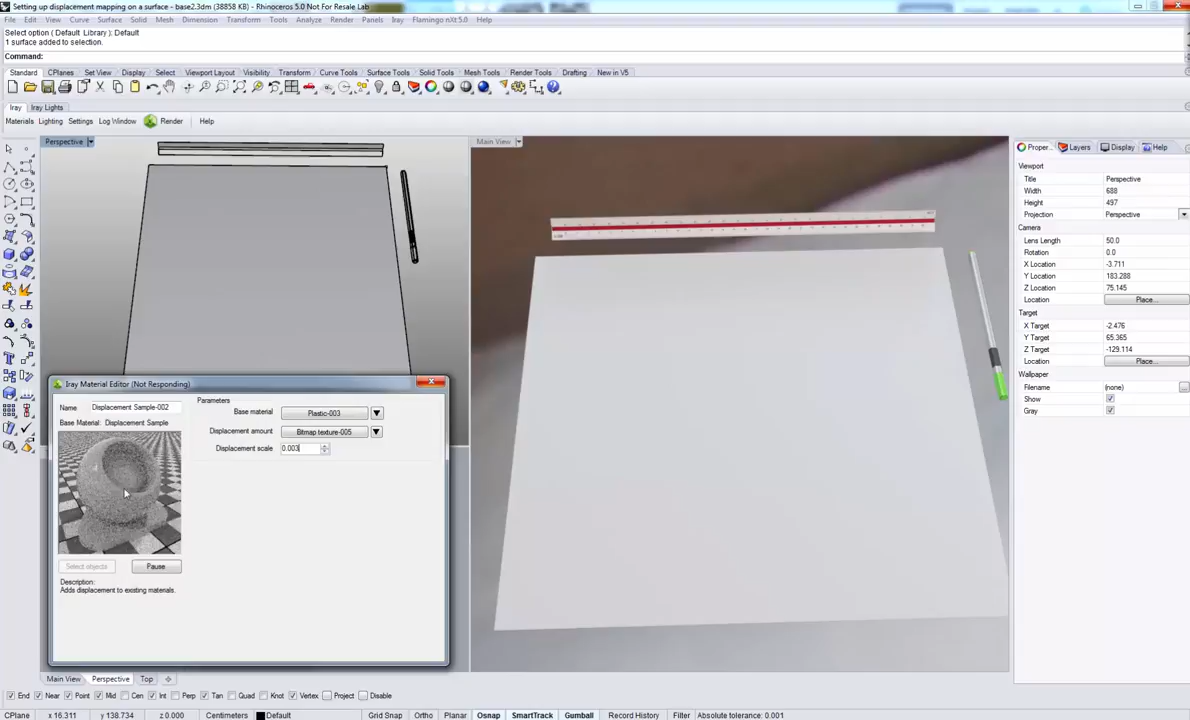 Setting up displacement mapping on a surface - base2.3dm (38858 KB) - Rhinoceros 5.0 Not For Resale Lab
File Edit View Curve Surface Solid Mesh Dimension Transform Tools Analyze Render Panels Iray Flamingo nXt 5.0 Help
Select option ( Default Library ): Default
1 surface added to selection.
Command:
Standard CPlanes Set View Display Select Viewport Layout Visibility Transform Curve Tools Surface Tools Solid Tools Mesh Tools Render Tools Drafting New in V5
Iray Iray Lights
Materials Lighting Settings Log Window Render Help
Perspective
Main View
Proper... Layers Display Help
Viewport
Title Perspective
Width 688
Height 497
Projection Perspective
Camera
Lens Length 50.0
Rotation 0.0
X Location -3.711
Y Location 183.288
Z Location 75.145
Location Place...
Target
X Target -2.476
Y Target 65.365
Z Target -129.114
Location Place...
Wallpaper
Filename (none) ...
Show
Gray
Iray Material Editor (Not Responding)
Name Displacement Sample-002
Base Material: Displacement Sample
Parameters
Base material Plastic-003
Displacement amount Bitmap texture-005
Displacement scale 0.003
Select objects Pause
Description:
Adds displacement to existing materials.
Main View Perspective Top
End Near Point Mid Cen Int Perp Tan Quad Knot Vertex Project Disable
CPlane x 16.311 y 138.734 z 0.000 Centimeters Default Grid Snap Ortho Planar Osnap SmartTrack Gumball Record History Filter Absolute tolerance: 0.001